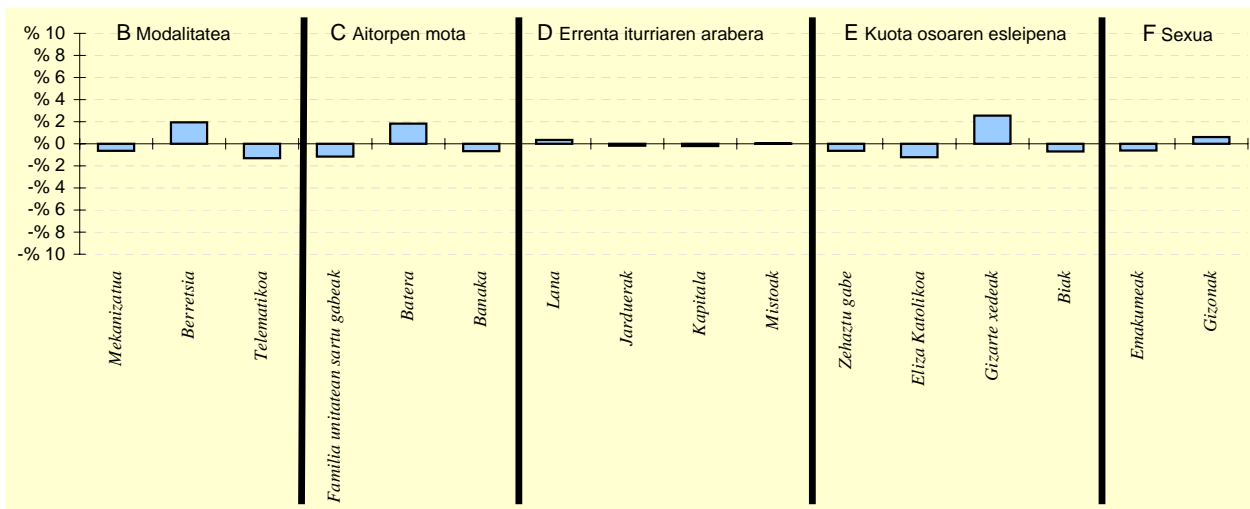 B Modalitatea
C Aitorpen mota
D Errenta iturriaren arabera
E Kuota osoaren esleipena
F Sexua
% 10
% 8
% 6
% 4
% 2
% 0
-% 2
-% 4
-% 6
-% 8
-% 10
Mekanizatua
Berretsia
Telematikoa
Familia unitatean sartu gabeak
Batera
Banaka
Lana
Jarduerak
Kapitala
Mistoak
Zehaztu gabe
Eliza Katolikoa
Gizarte xedeak
Biak
Emakumeak
Gizonak